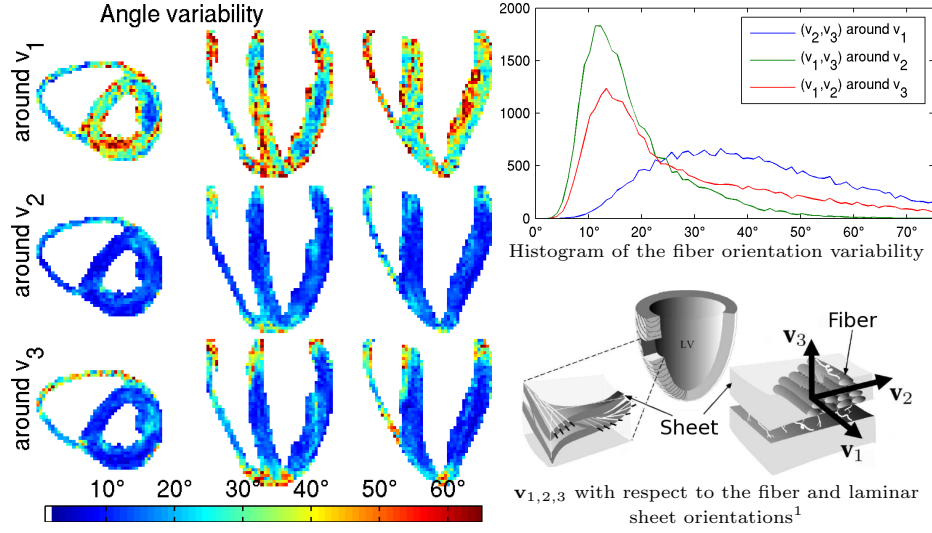 Angle variability
around v1
around v2
around v3
10° 20° 30° 40° 50° 60°
2000
1500
1000
500
0
0° 10° 20° 30° 40° 50° 60° 70°
(v2,v3) around v1
(v1,v3) around v2
(v1,v2) around v3
Histogram of the fiber orientation variability
LV
Sheet
Fiber
v3
v2
v1
v1,2,3 with respect to the fiber and laminar
sheet orientations1